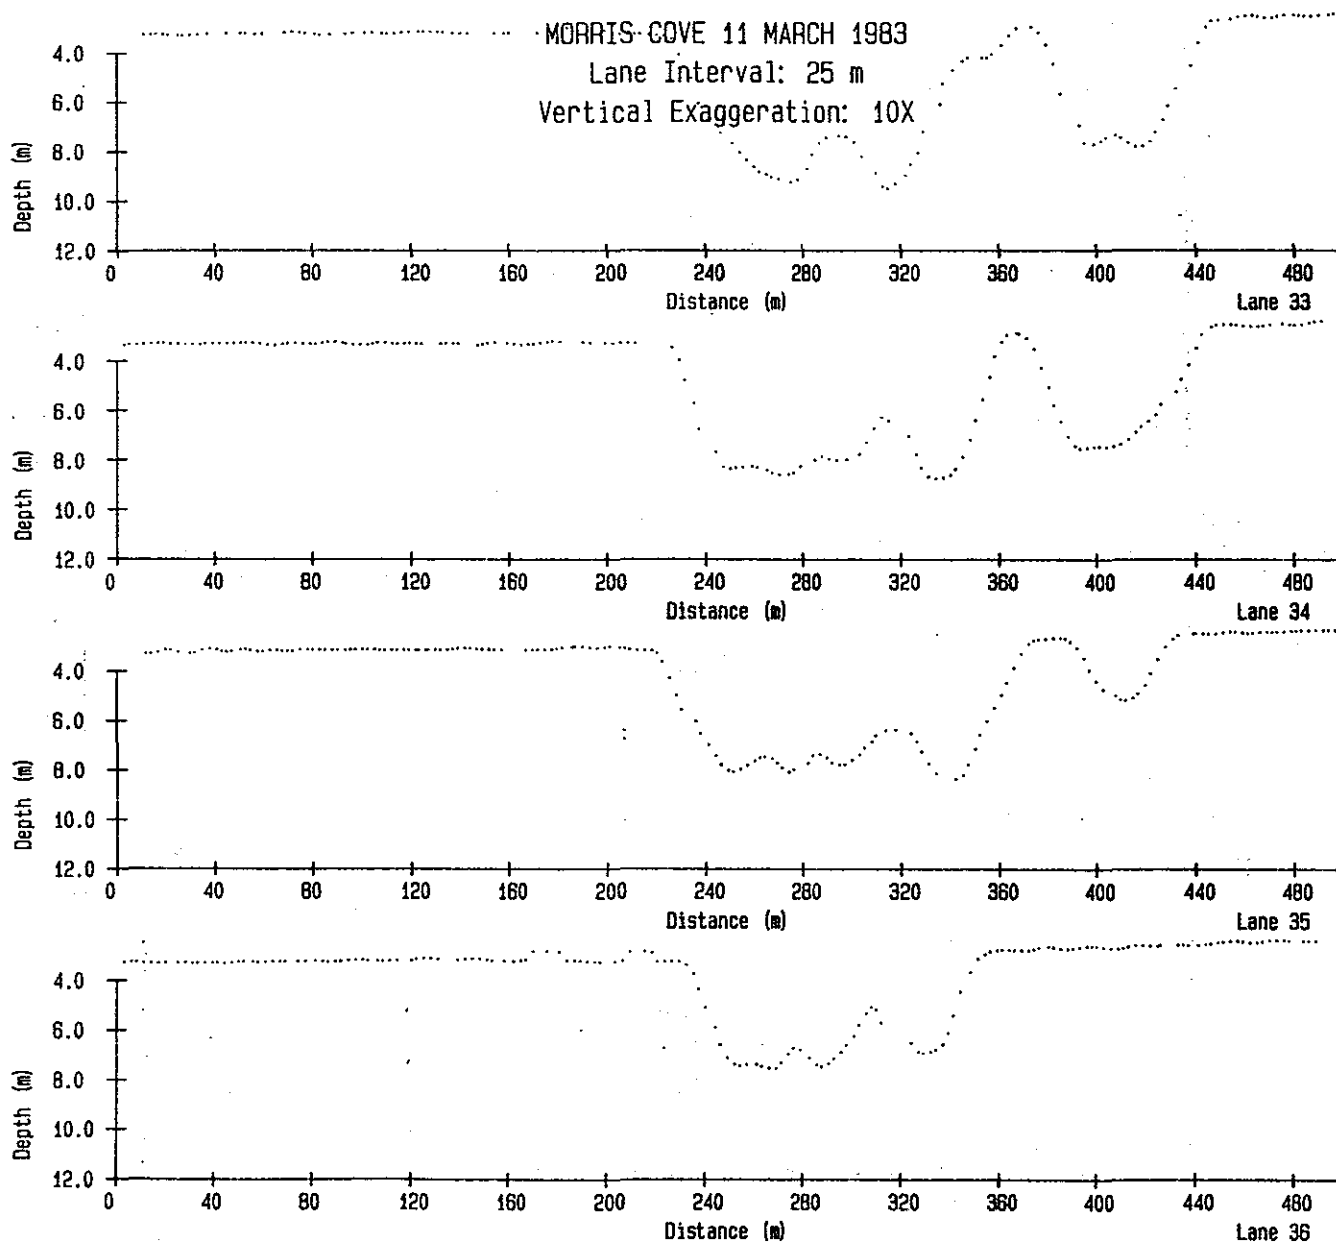 MORRIS COVE 11 MARCH 1983
Lane Interval: 25 m
Vertical Exaggeration: 10X
4.0
6.0
8.0
10.0
12.0
Depth (m)
0 40 80 120 160 200 240 280 320 360 400 440 480
Distance (m)
Lane 33
4.0
6.0
8.0
10.0
12.0
Depth (m)
0 40 80 120 160 200 240 280 320 360 400 440 480
Distance (m)
Lane 34
4.0
6.0
8.0
10.0
12.0
Depth (m)
0 40 80 120 160 200 240 280 320 360 400 440 480
Distance (m)
Lane 35
4.0
6.0
8.0
10.0
12.0
Depth (m)
0 40 80 120 160 200 240 280 320 360 400 440 480
Distance (m)
Lane 36